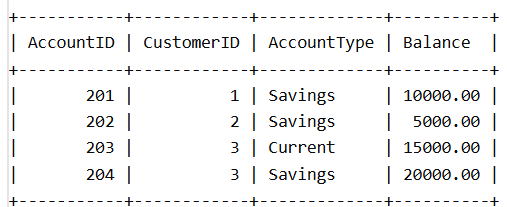 +-----------+------------+-------------+----------+
| AccountID | CustomerID | AccountType | Balance  |
+-----------+------------+-------------+----------+
|       201 |          1 | Savings     | 10000.00 |
|       202 |          2 | Savings     |  5000.00 |
|       203 |          3 | Current     | 15000.00 |
|       204 |          3 | Savings     | 20000.00 |
+-----------+------------+-------------+----------+